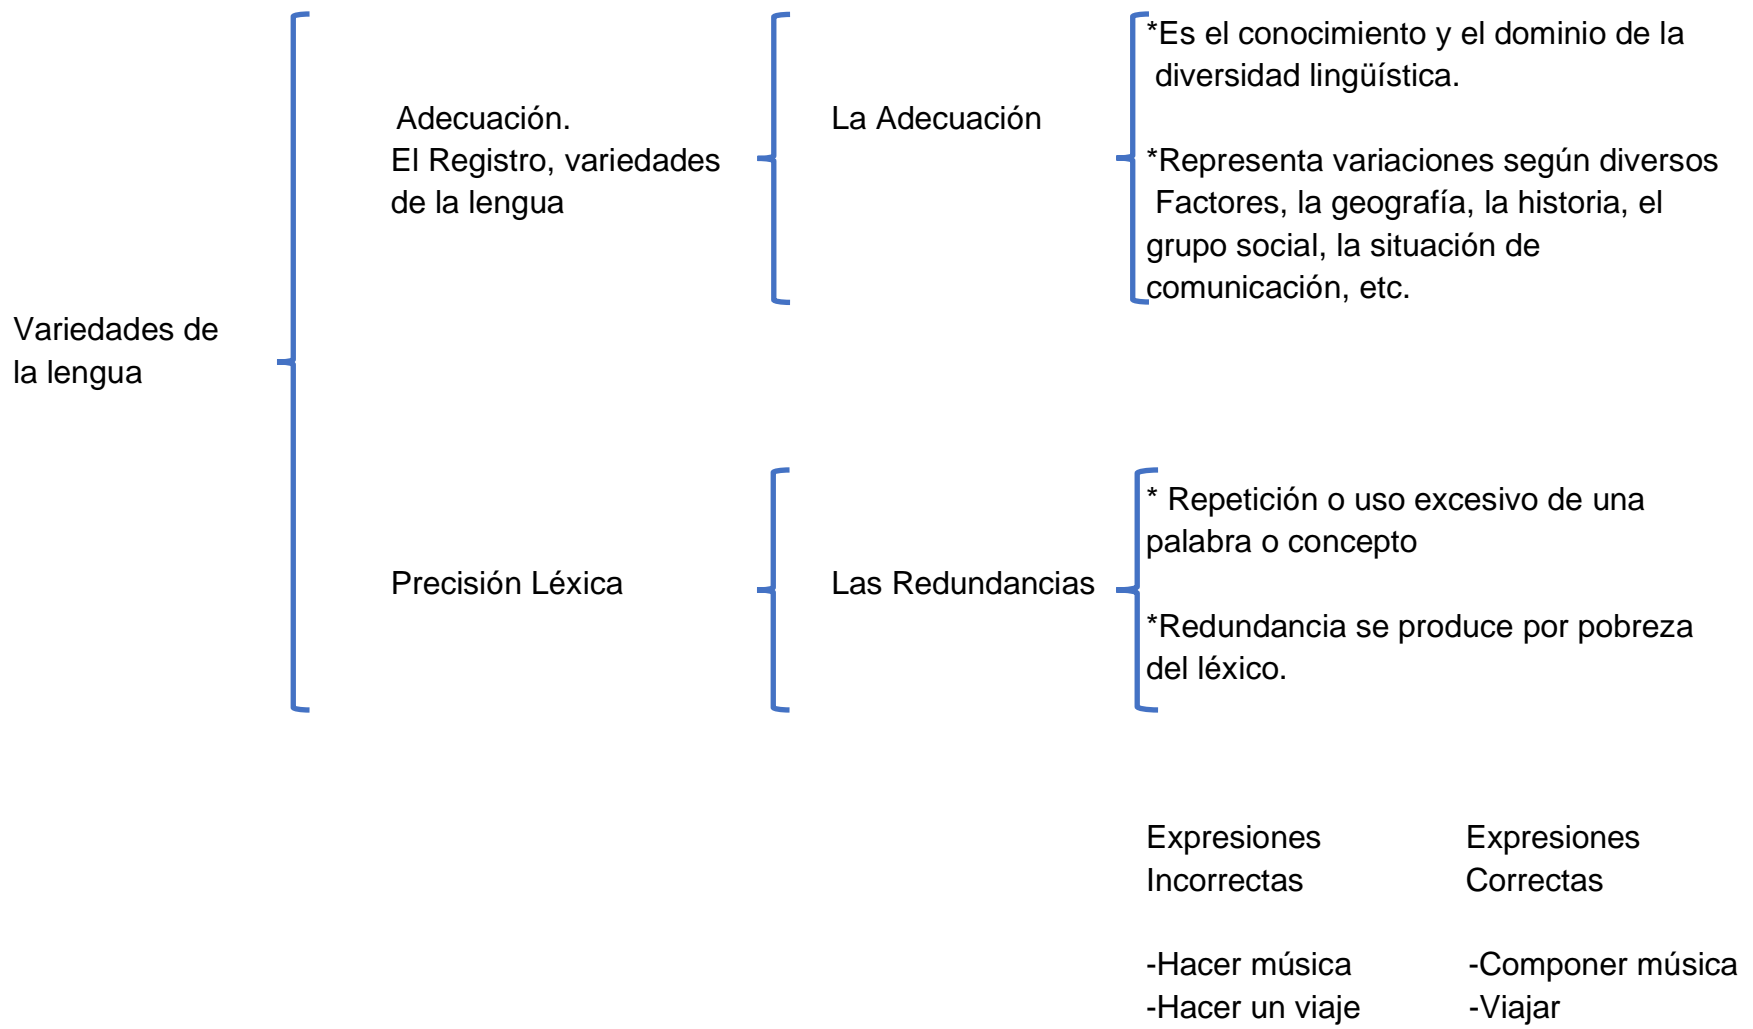 Variedades de
la lengua
Adecuación.
El Registro, variedades
de la lengua
La Adecuación
*Es el conocimiento y el dominio de la
diversidad lingüística.
*Representa variaciones según diversos
Factores, la geografía, la historia, el
grupo social, la situación de
comunicación, etc.
Precisión Léxica
Las Redundancias
* Repetición o uso excesivo de una
palabra o concepto
*Redundancia se produce por pobreza
del léxico.
Expresiones Expresiones
Incorrectas Correctas
-Hacer música -Componer música
-Hacer un viaje -Viajar